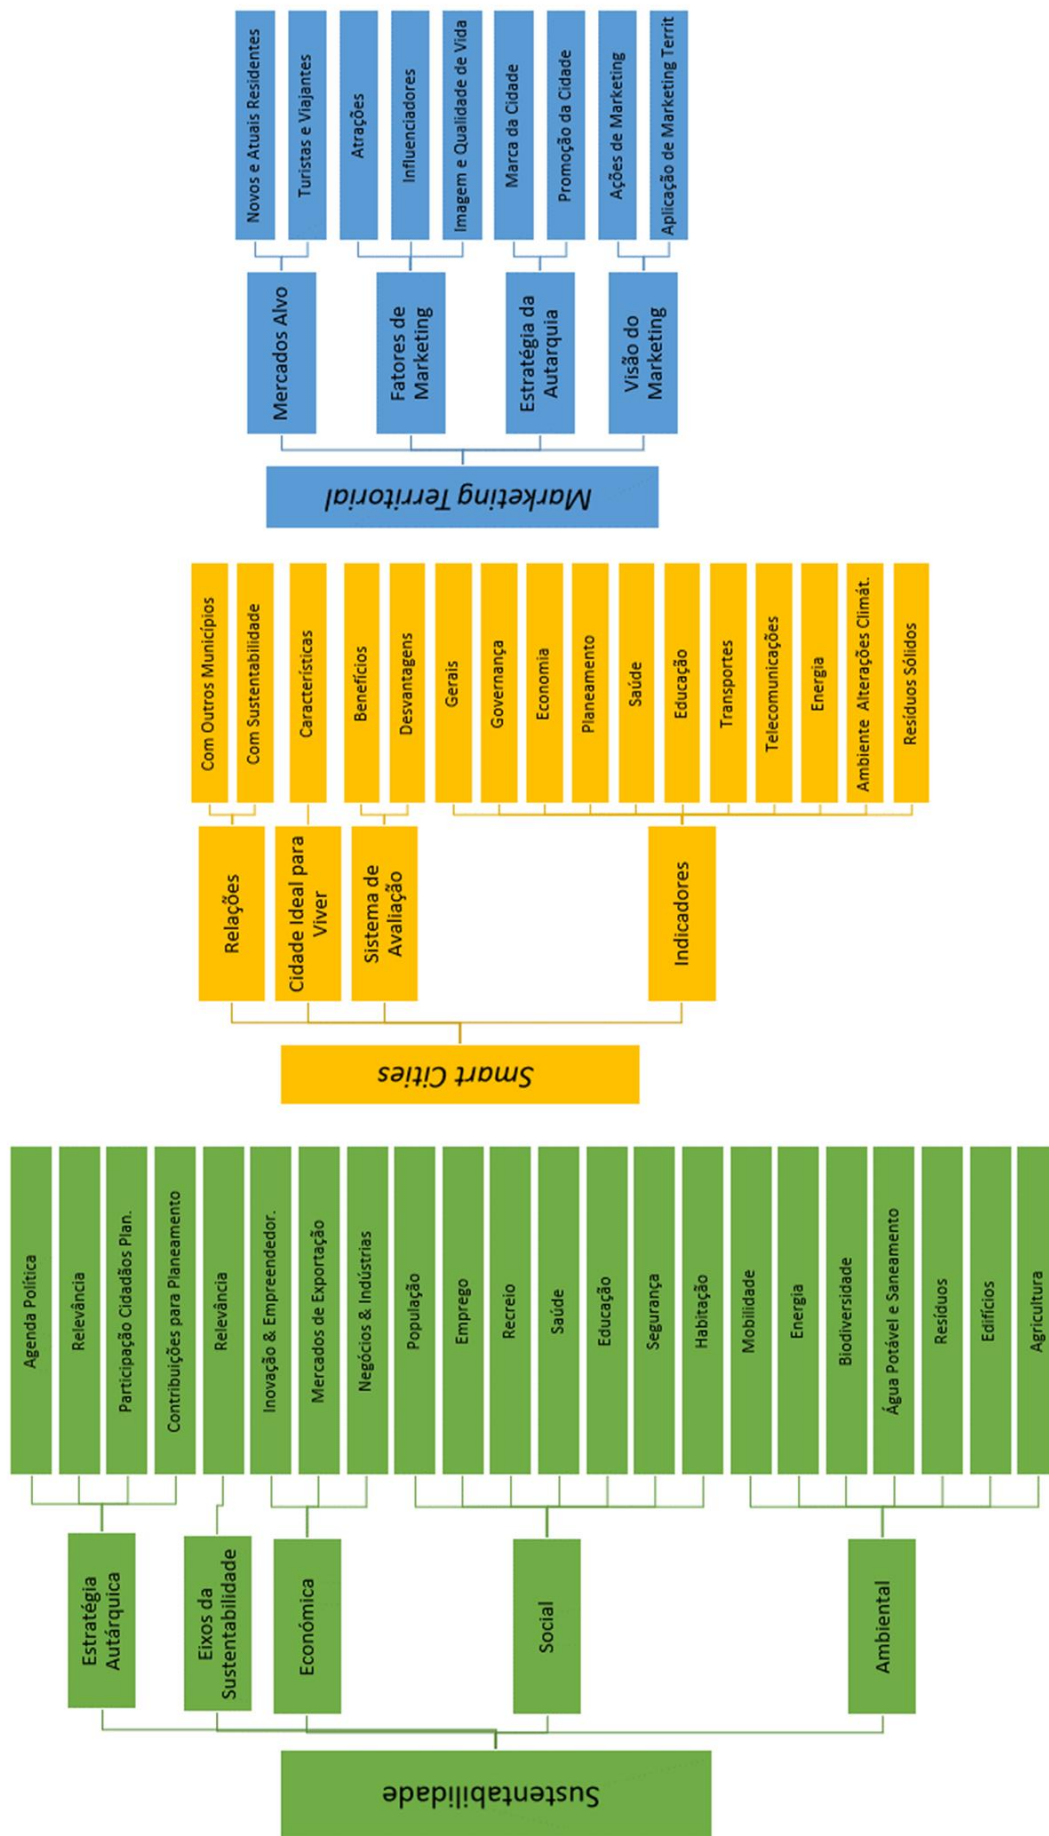 Sustentabilidade
Estratégia
Autárquica
Agenda Política
Relevância
Participação Cidadãos Plan.
Contribuições para Planeamento
Eixos da
Sustentabilidade
Relevância
Económica
Inovação & Empreendedor.
Mercados de Exportação
Negócios & Indústrias
Social
População
Emprego
Recreio
Saúde
Educação
Segurança
Habitação
Ambiental
Mobilidade
Energia
Biodiversidade
Água Potável e Saneamento
Resíduos
Edifícios
Agricultura
Smart Cities
Relações
Com Outros Municípios
Com Sustentabilidade
Cidade Ideal para
Viver
Características
Sistema de
Avaliação
Benefícios
Desvantagens
Indicadores
Gerais
Governança
Economia
Planeamento
Saúde
Educação
Transportes
Telecomunicações
Energia
Ambiente Alterações Climát.
Resíduos Sólidos
Marketing Territorial
Mercados Alvo
Novos e Atuais Residentes
Turistas e Viajantes
Fatores de
Marketing
Atrações
Influenciadores
Imagem e Qualidade de Vida
Estratégia da
Autarquia
Marca da Cidade
Promoção da Cidade
Visão do
Marketing
Ações de Marketing
Aplicação de Marketing Territ